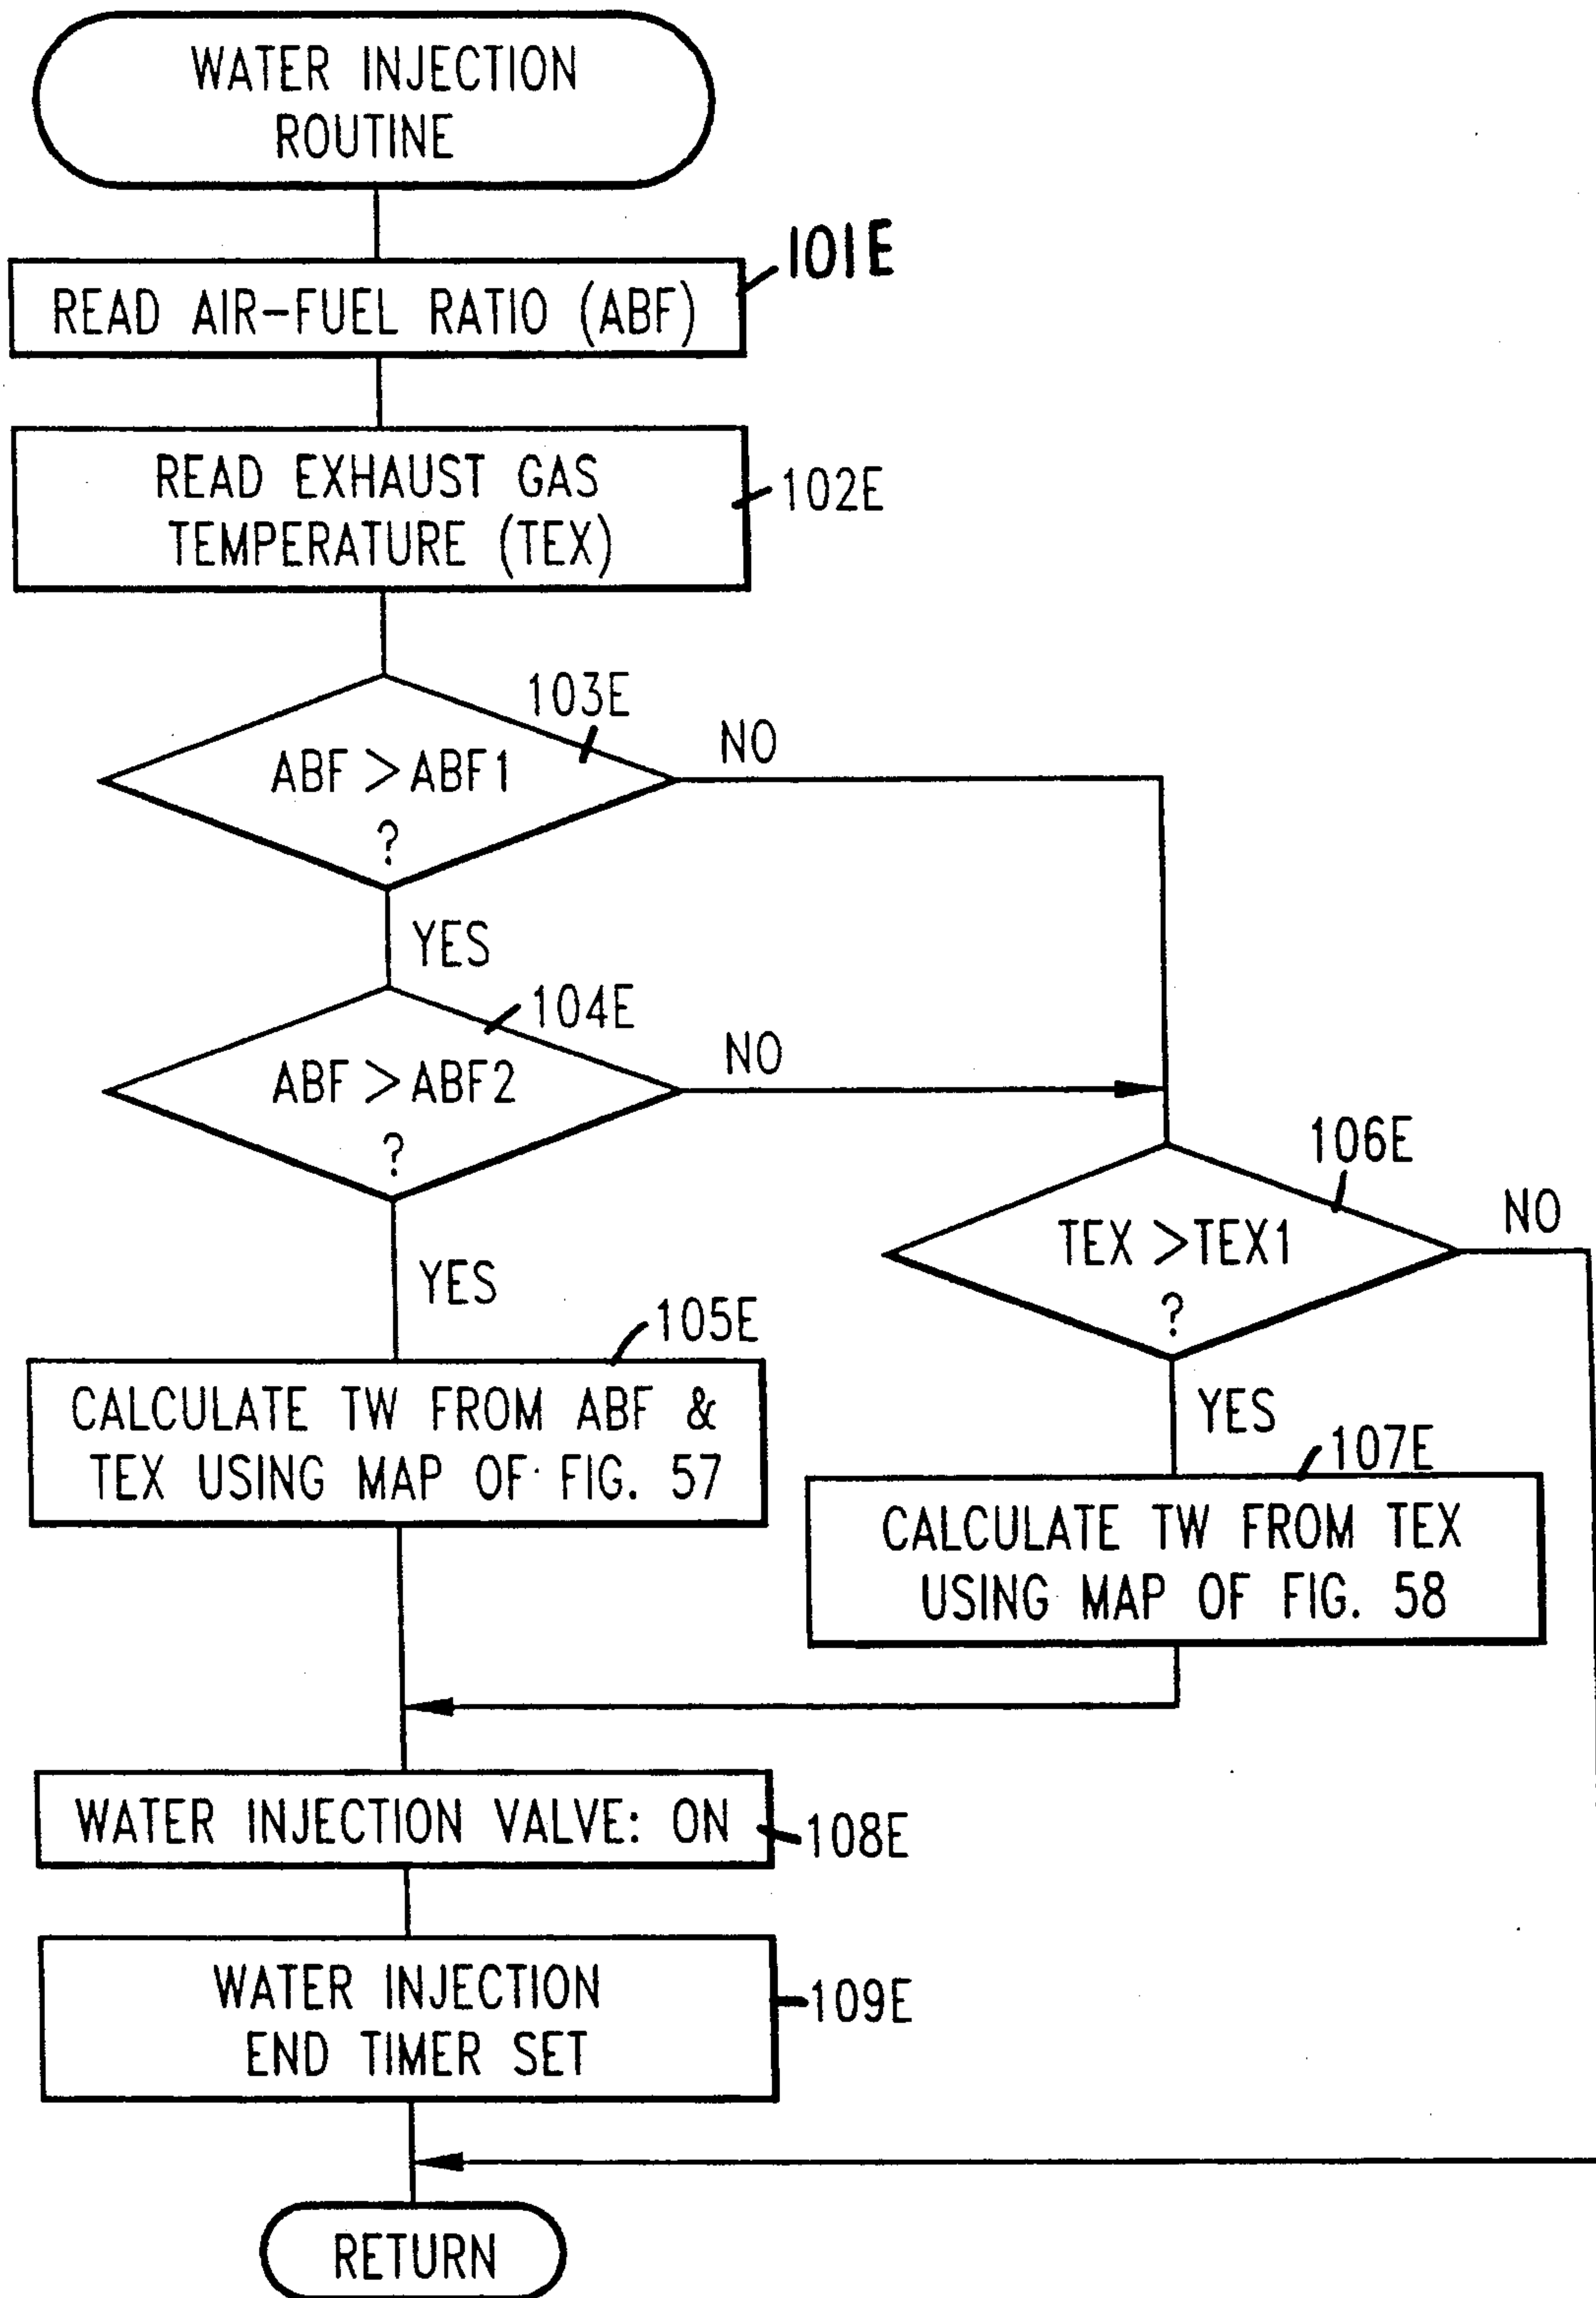 WATER INJECTION
ROUTINE
101E
READ AIR-FUEL RATIO (ABF)
READ EXHAUST GAS
TEMPERATURE (TEX)
102E
103E
NO
ABF > ABF1
?
YES
104E
NO
ABF > ABF2
?
YES
106E
NO
TEX > TEX1
?
YES
105E
CALCULATE TW FROM ABF &
TEX USING MAP OF FIG. 57
107E
CALCULATE TW FROM TEX
USING MAP OF FIG. 58
WATER INJECTION VALVE: ON
108E
WATER INJECTION
END TIMER SET
109E
RETURN